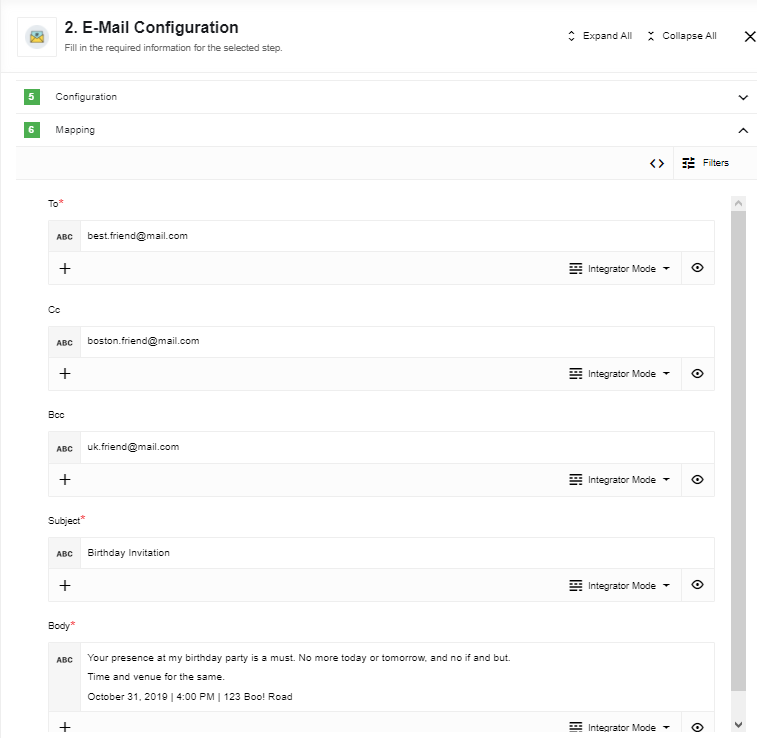 2. E-Mail Configuration
Fill in the required information for the selected step.
Expand All
Collapse All
5 Configuration
6 Mapping
Filters
To*
ABC best.friend@mail.com
Integrator Mode
Cc
ABC boston.friend@mail.com
Integrator Mode
Bcc
ABC uk.friend@mail.com
Integrator Mode
Subject*
ABC Birthday Invitation
Integrator Mode
Body*
ABC Your presence at my birthday party is a must. No more today or tomorrow, and no if and but.
Time and venue for the same.
October 31, 2019 | 4:00 PM | 123 Boo! Road
Integrator Mode